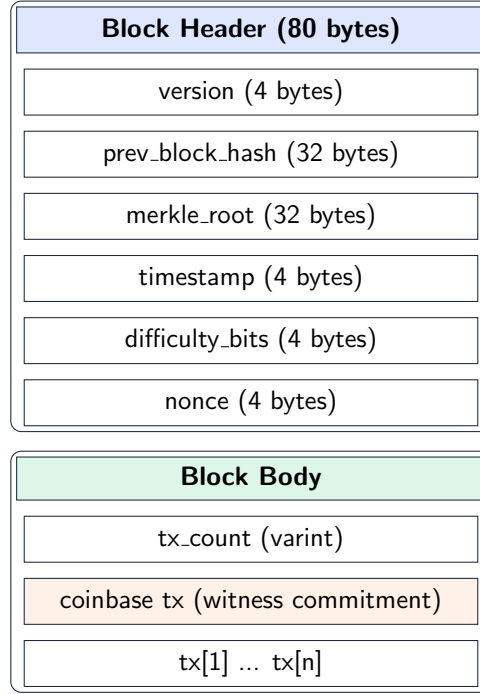 Block Header (80 bytes)
version (4 bytes)
prev_block_hash (32 bytes)
merkle_root (32 bytes)
timestamp (4 bytes)
difficulty_bits (4 bytes)
nonce (4 bytes)
Block Body
tx_count (varint)
coinbase tx (witness commitment)
tx[1] ... tx[n]